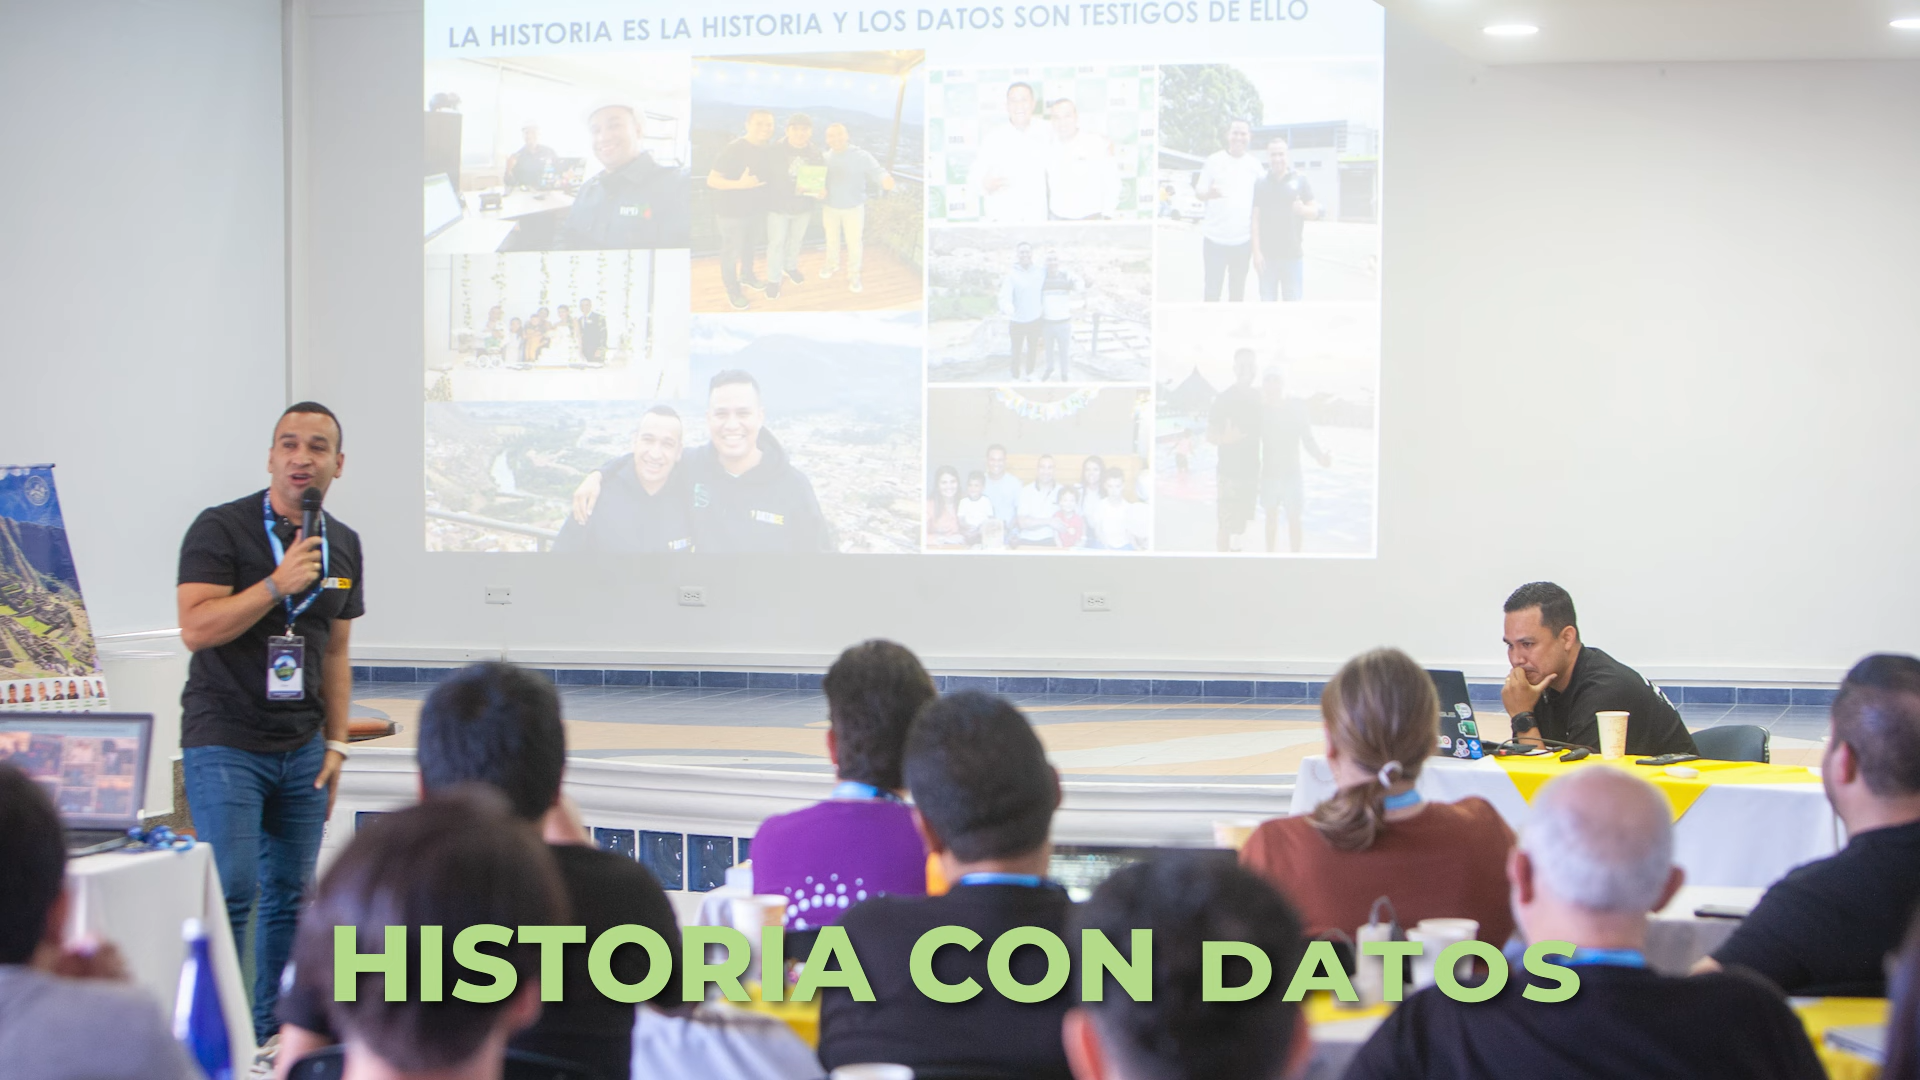 LA HISTORIA ES LA HISTORIA Y LOS DATOS SON TESTIGOS DE ELLO
HISTORIA CON DATOS